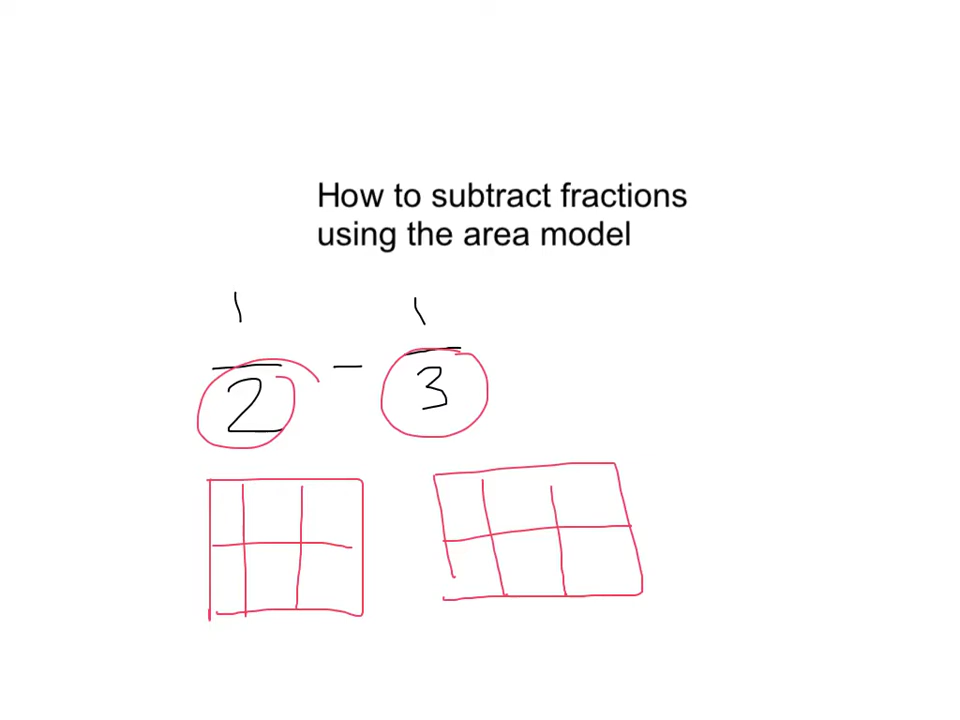 How to subtract fractions
using the area model
1 1
— – —
2 3